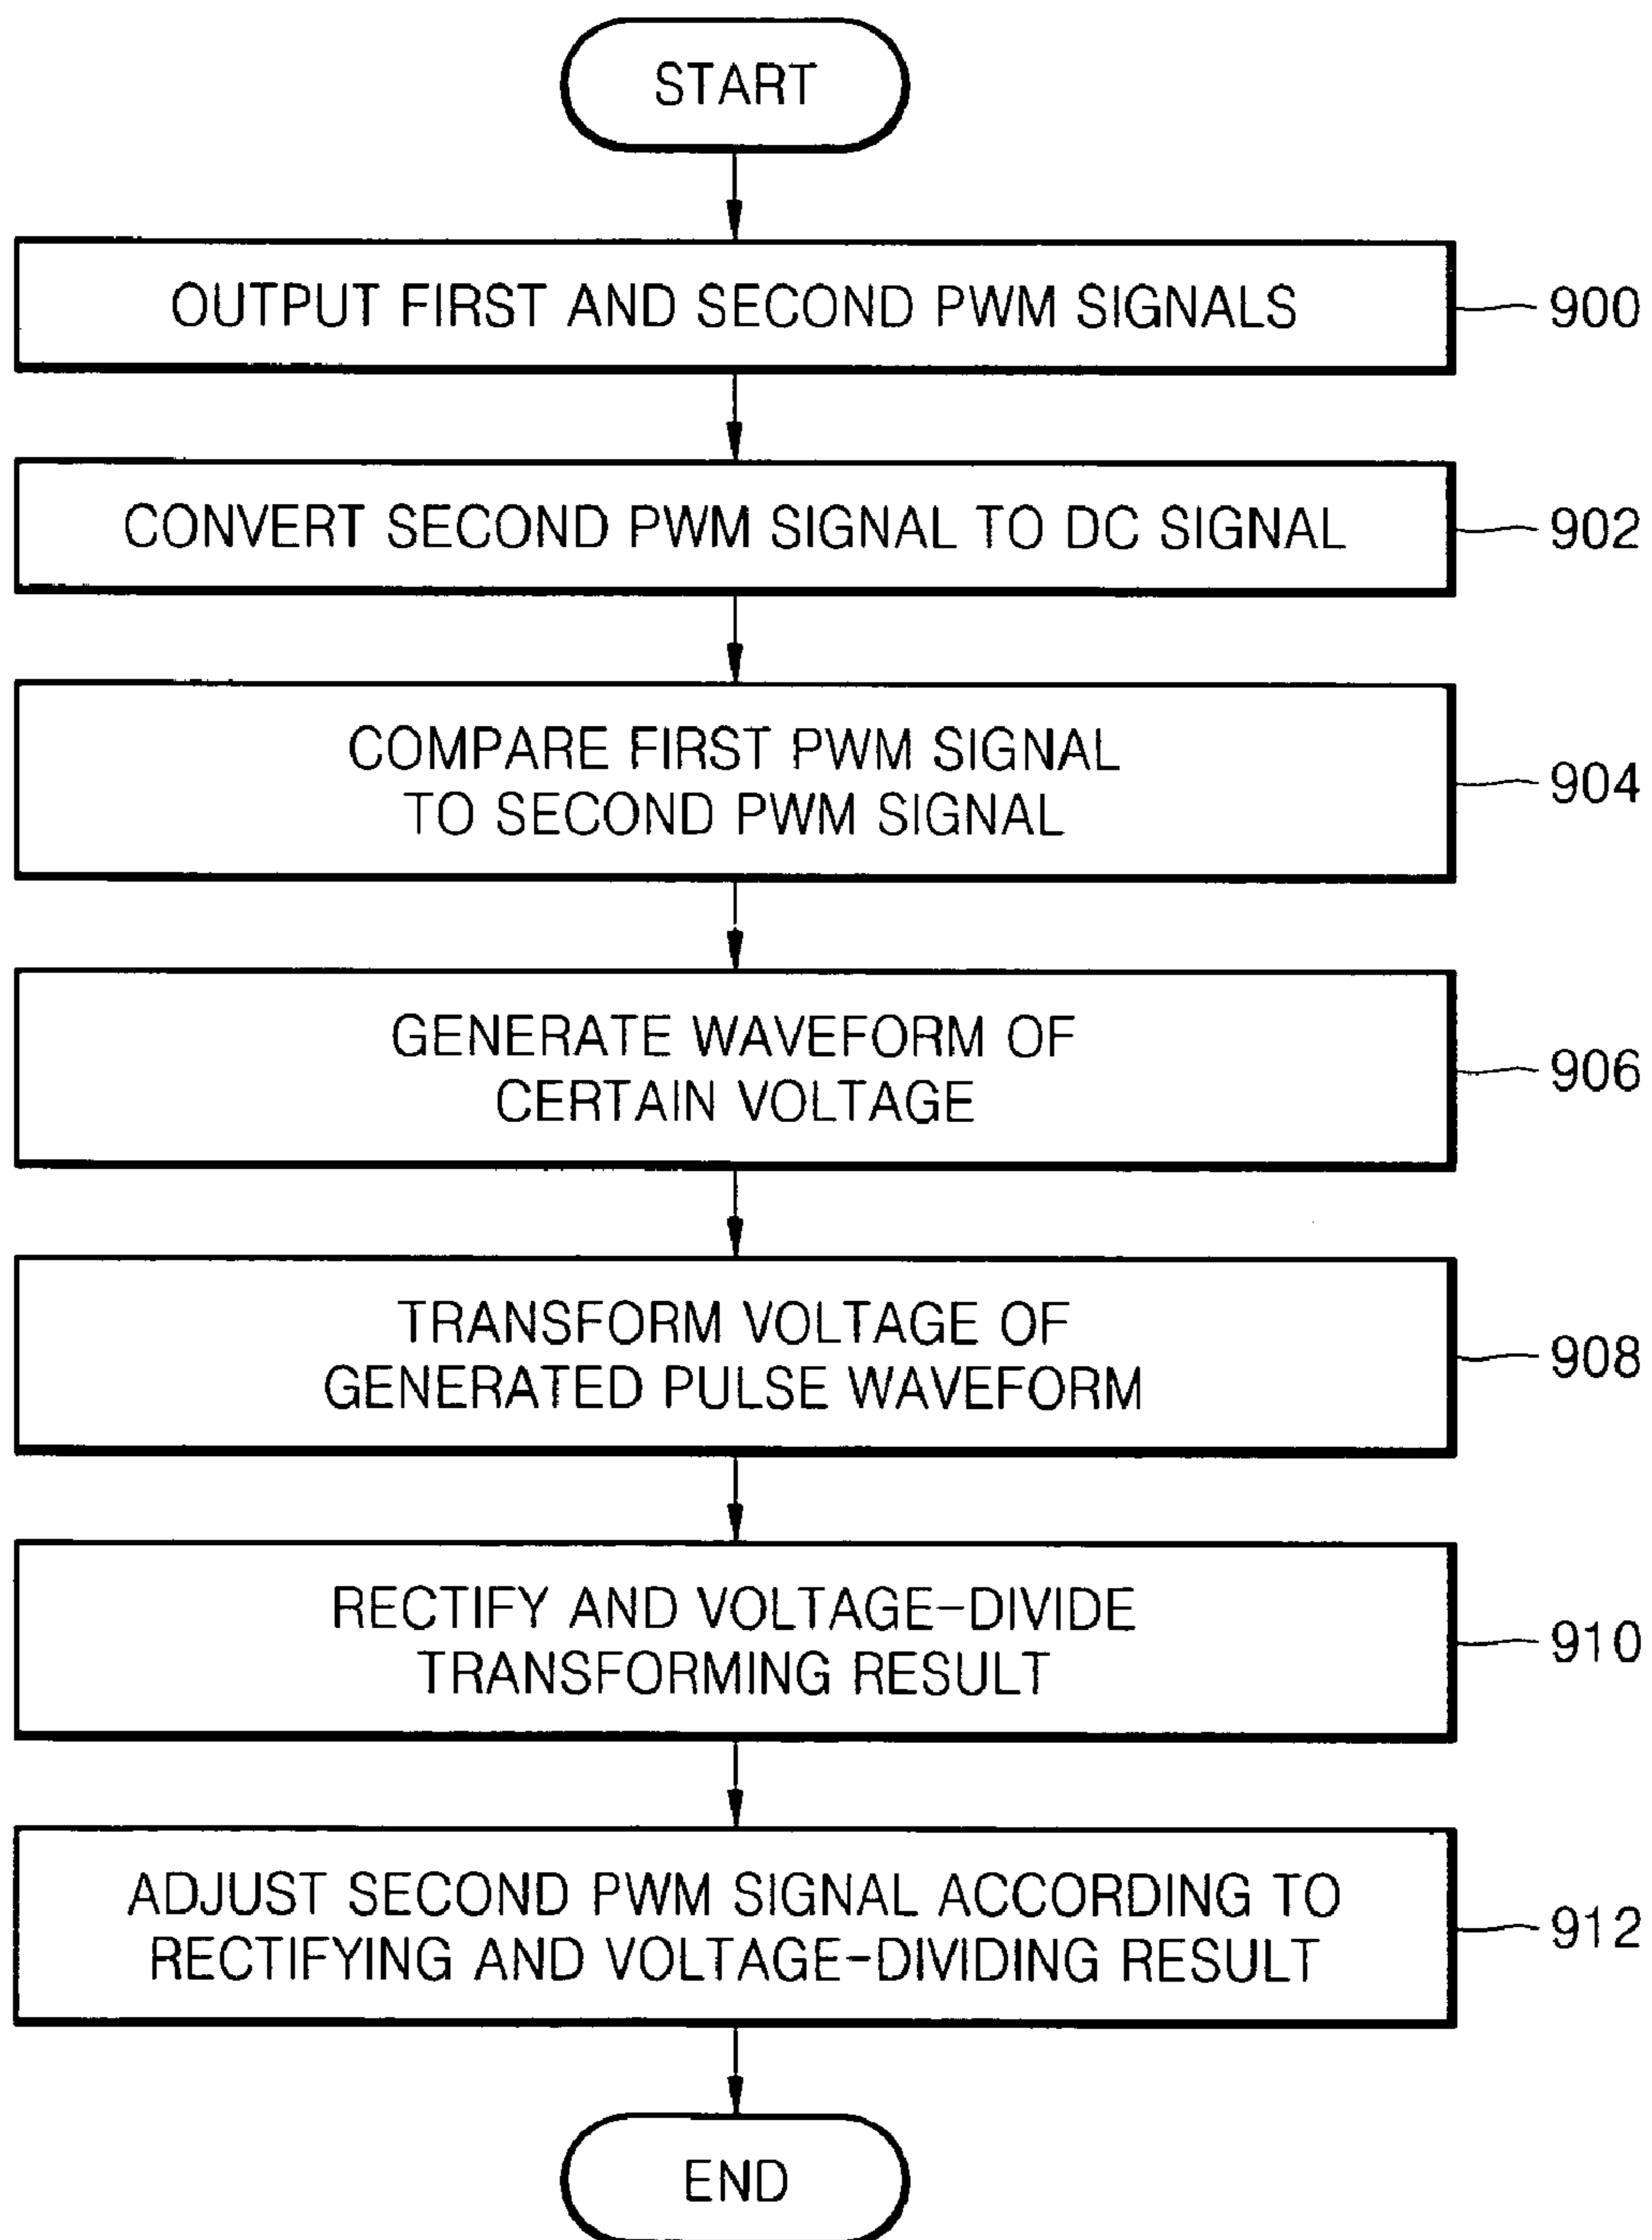 START
OUTPUT FIRST AND SECOND PWM SIGNALS
900
CONVERT SECOND PWM SIGNAL TO DC SIGNAL
902
COMPARE FIRST PWM SIGNAL
TO SECOND PWM SIGNAL
904
GENERATE WAVEFORM OF
CERTAIN VOLTAGE
906
TRANSFORM VOLTAGE OF
GENERATED PULSE WAVEFORM
908
RECTIFY AND VOLTAGE-DIVIDE
TRANSFORMING RESULT
910
ADJUST SECOND PWM SIGNAL ACCORDING TO
RECTIFYING AND VOLTAGE-DIVIDING RESULT
912
END